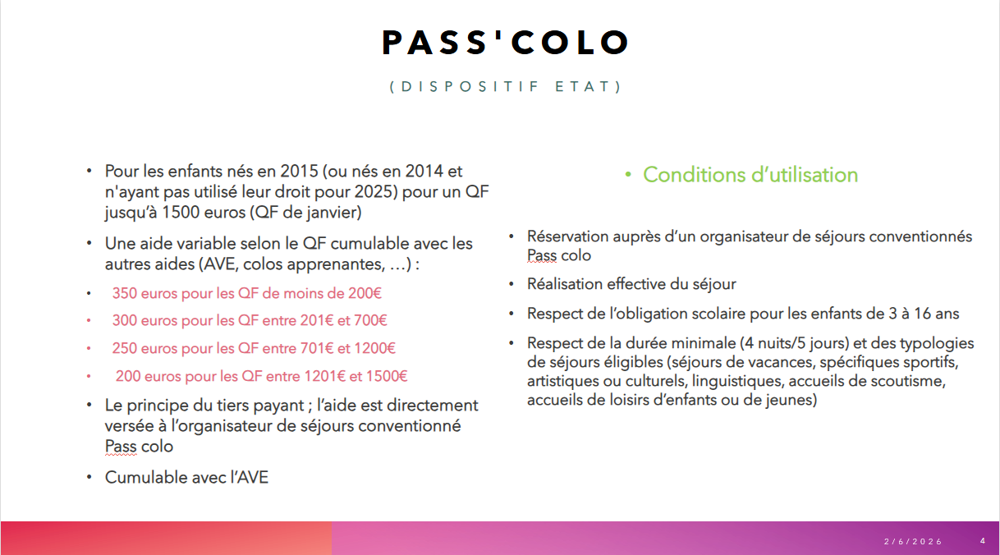 PASS'COLO
(DISPOSITIF ETAT)
• Pour les enfants nés en 2015 (ou nés en 2014 et
n'ayant pas utilisé leur droit pour 2025) pour un QF
jusqu’à 1500 euros (QF de janvier)
• Une aide variable selon le QF cumulable avec les
autres aides (AVE, colos apprenantes, …) :
• 350 euros pour les QF de moins de 200€
• 300 euros pour les QF entre 201€ et 700€
• 250 euros pour les QF entre 701€ et 1200€
• 200 euros pour les QF entre 1201€ et 1500€
• Le principe du tiers payant ; l’aide est directement
versée à l’organisateur de séjours conventionné
Pass colo
• Cumulable avec l’AVE
• Conditions d’utilisation
• Réservation auprès d’un organisateur de séjours conventionnés
Pass colo
• Réalisation effective du séjour
• Respect de l’obligation scolaire pour les enfants de 3 à 16 ans
• Respect de la durée minimale (4 nuits/5 jours) et des typologies
de séjours éligibles (séjours de vacances, spécifiques sportifs,
artistiques ou culturels, linguistiques, accueils de scoutisme,
accueils de loisirs d’enfants ou de jeunes)
2/6/2026
4